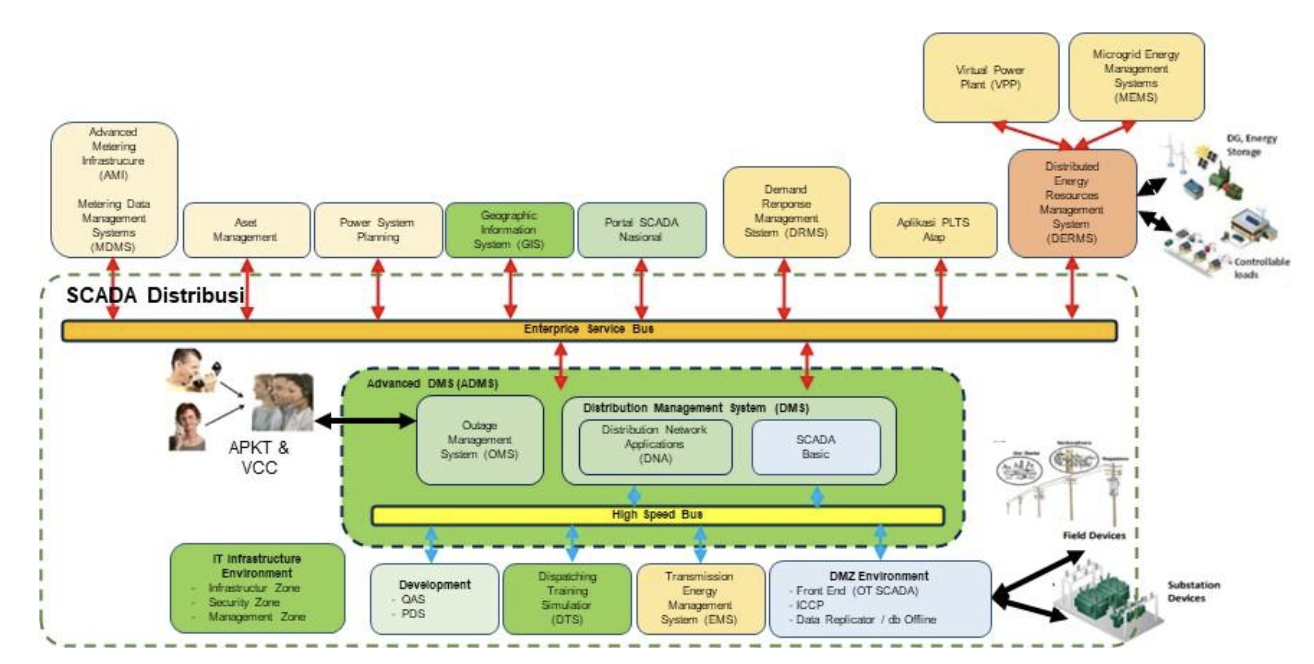 Virtual Power
Plant (VPP)
Microgrid Energy
Management
Systems
(MEMS)
Advanced
Metering
Infrastrucure
(AMI)
Metering Data
Management
Systems
(MDMS)
Aset
Management
Power System
Planning
Geographic
Information
System (GIS)
Portal SCADA
Nasional
Demand
Response
Management
Sistem (DRMS)
Aplikasi PLTS
Atap
Distributed
Energy
Resources
Management
System
(DERMS)
DG, Energy
Storage
Controllable
loads
SCADA Distribusi
Enterprice Service Bus
APKT &
VCC
Advanced DMS (ADMS)
Outage
Management
System (OMS)
Distribution Management System (DMS)
Distribution Network
Applications
(DNA)
SCADA
Basic
High Speed Bus
Field Devices
Substation
Devices
IT Infrastructure
Environment
- Infrastructur Zone
- Security Zone
- Management Zone
Development
- QAS
- PDS
Dispatching
Training
Simulatior
(DTS)
Transmission
Energy
Management
System (EMS)
DMZ Environment
- Front End (OT SCADA)
- ICCP
- Data Replicator / db Offline